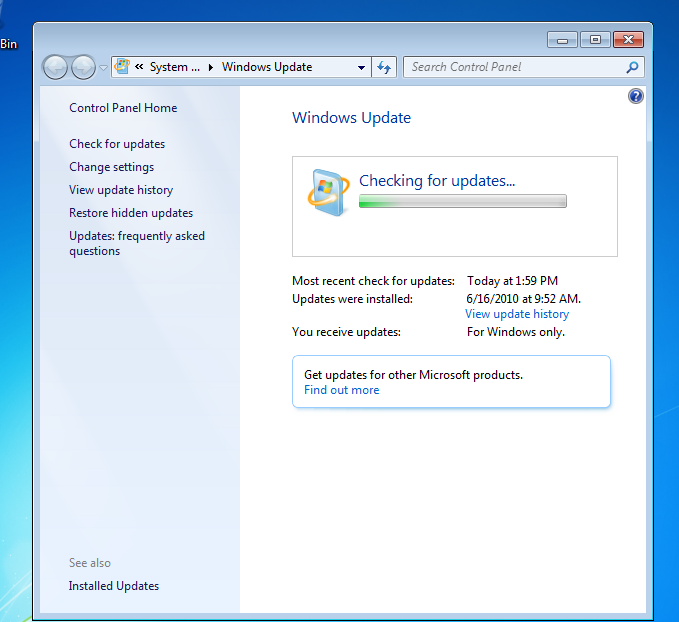 Bin
« System ... ▸ Windows Update
Search Control Panel
Control Panel Home
Check for updates
Change settings
View update history
Restore hidden updates
Updates: frequently asked
questions
See also
Installed Updates
Windows Update
Checking for updates...
Most recent check for updates: Today at 1:59 PM
Updates were installed: 6/16/2010 at 9:52 AM.
View update history
You receive updates: For Windows only.
Get updates for other Microsoft products.
Find out more